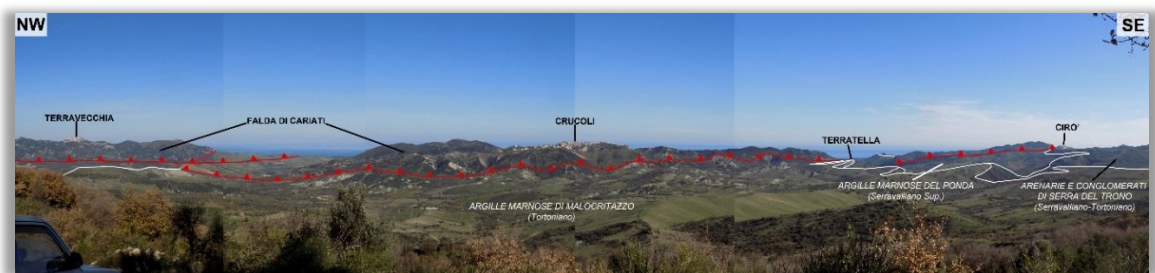 NW
SE
TERRAVECCHIA
FALDA DI CARIATI
CRUCOLI
TERRATELLA
CIRO'
ARGILLE MARNOSE DI MALOCRITAZZO
(Tortoniano)
ARGILLE MARNOSE DEL PONDA
(Serravalliano Sup.)
ARENARIE E CONGLOMERATI
DI SERRA DEL TRONO
(Serravalliano-Tortoniano)